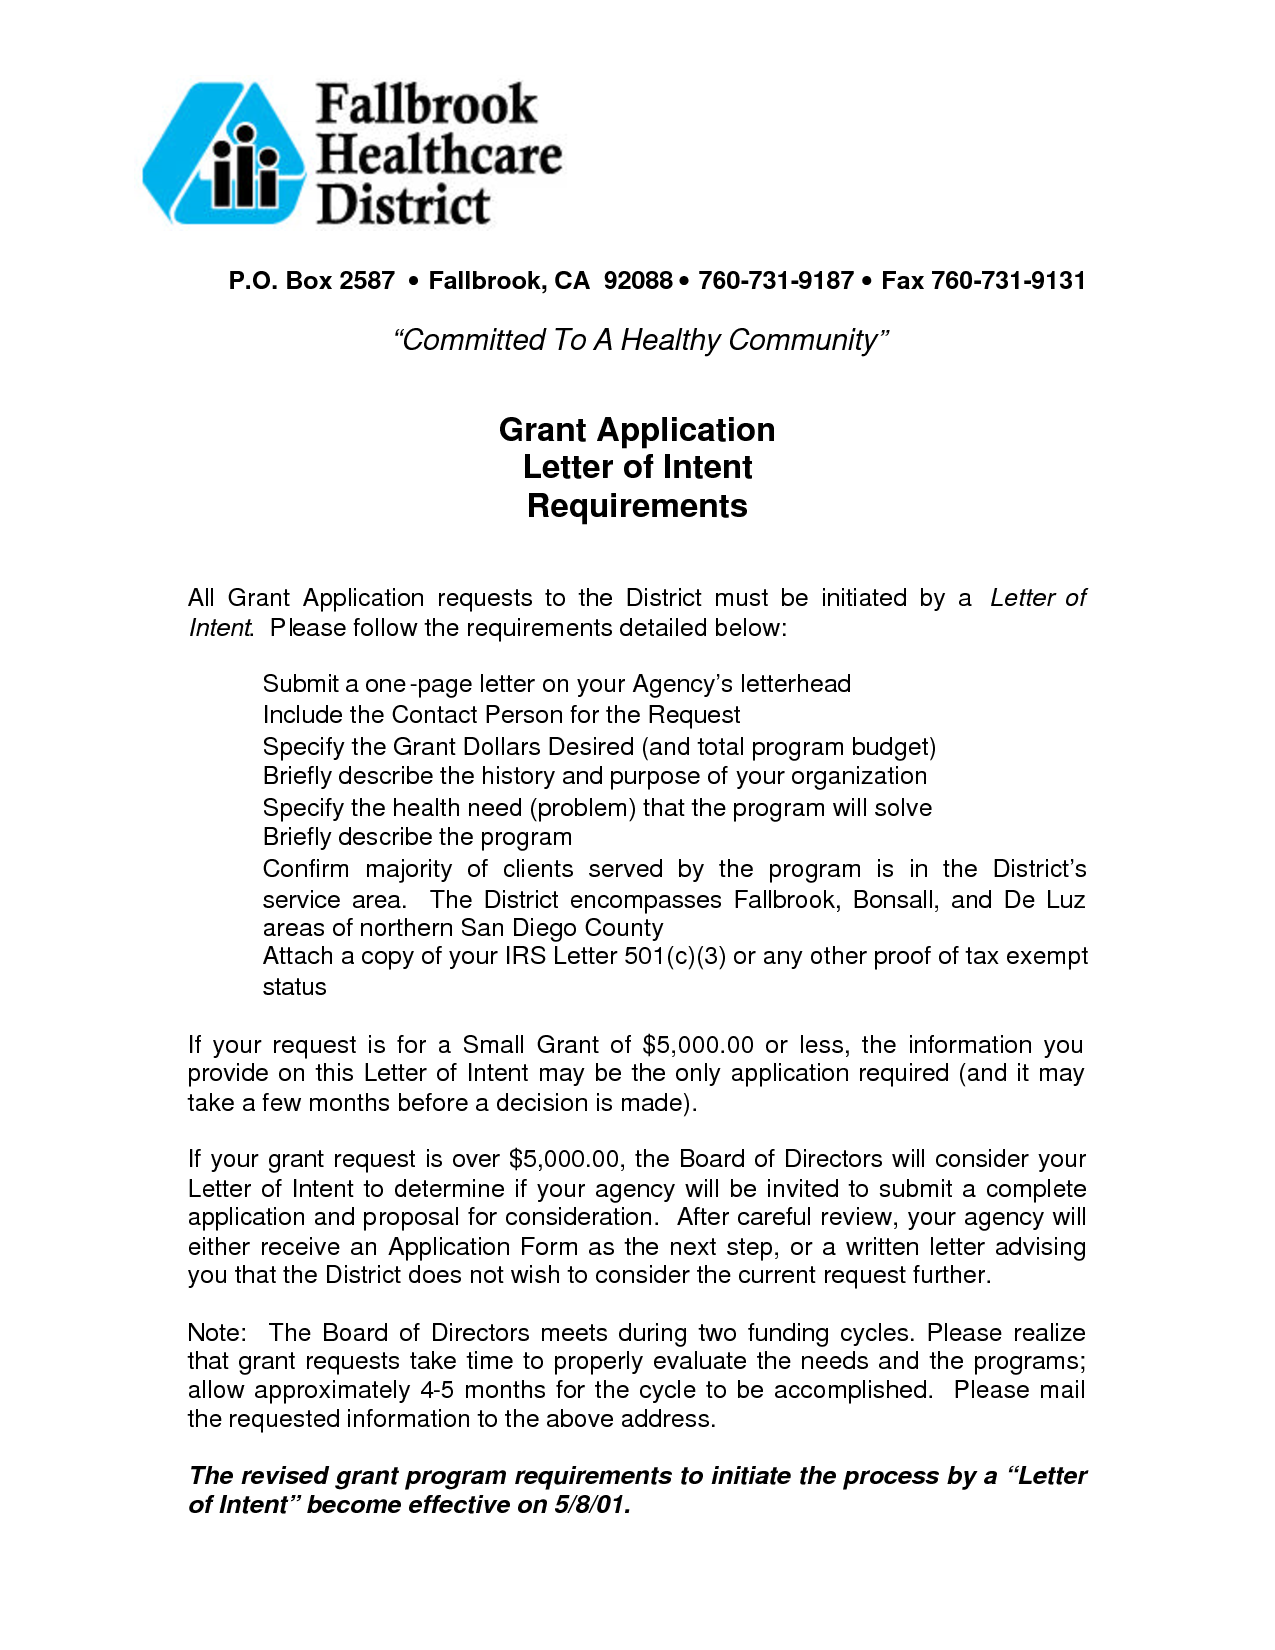 Fallbrook
Healthcare
District
P.O. Box 2587 • Fallbrook, CA 92088 • 760-731-9187 • Fax 760-731-9131
“Committed To A Healthy Community”
Grant Application
Letter of Intent
Requirements
All Grant Application requests to the District must be initiated by a Letter of
Intent. Please follow the requirements detailed below:
Submit a one-page letter on your Agency’s letterhead
Include the Contact Person for the Request
Specify the Grant Dollars Desired (and total program budget)
Briefly describe the history and purpose of your organization
Specify the health need (problem) that the program will solve
Briefly describe the program
Confirm majority of clients served by the program is in the District’s
service area. The District encompasses Fallbrook, Bonsall, and De Luz
areas of northern San Diego County
Attach a copy of your IRS Letter 501(c)(3) or any other proof of tax exempt
status
If your request is for a Small Grant of $5,000.00 or less, the information you
provide on this Letter of Intent may be the only application required (and it may
take a few months before a decision is made).
If your grant request is over $5,000.00, the Board of Directors will consider your
Letter of Intent to determine if your agency will be invited to submit a complete
application and proposal for consideration. After careful review, your agency will
either receive an Application Form as the next step, or a written letter advising
you that the District does not wish to consider the current request further.
Note: The Board of Directors meets during two funding cycles. Please realize
that grant requests take time to properly evaluate the needs and the programs;
allow approximately 4-5 months for the cycle to be accomplished. Please mail
the requested information to the above address.
The revised grant program requirements to initiate the process by a “Letter
of Intent” become effective on 5/8/01.